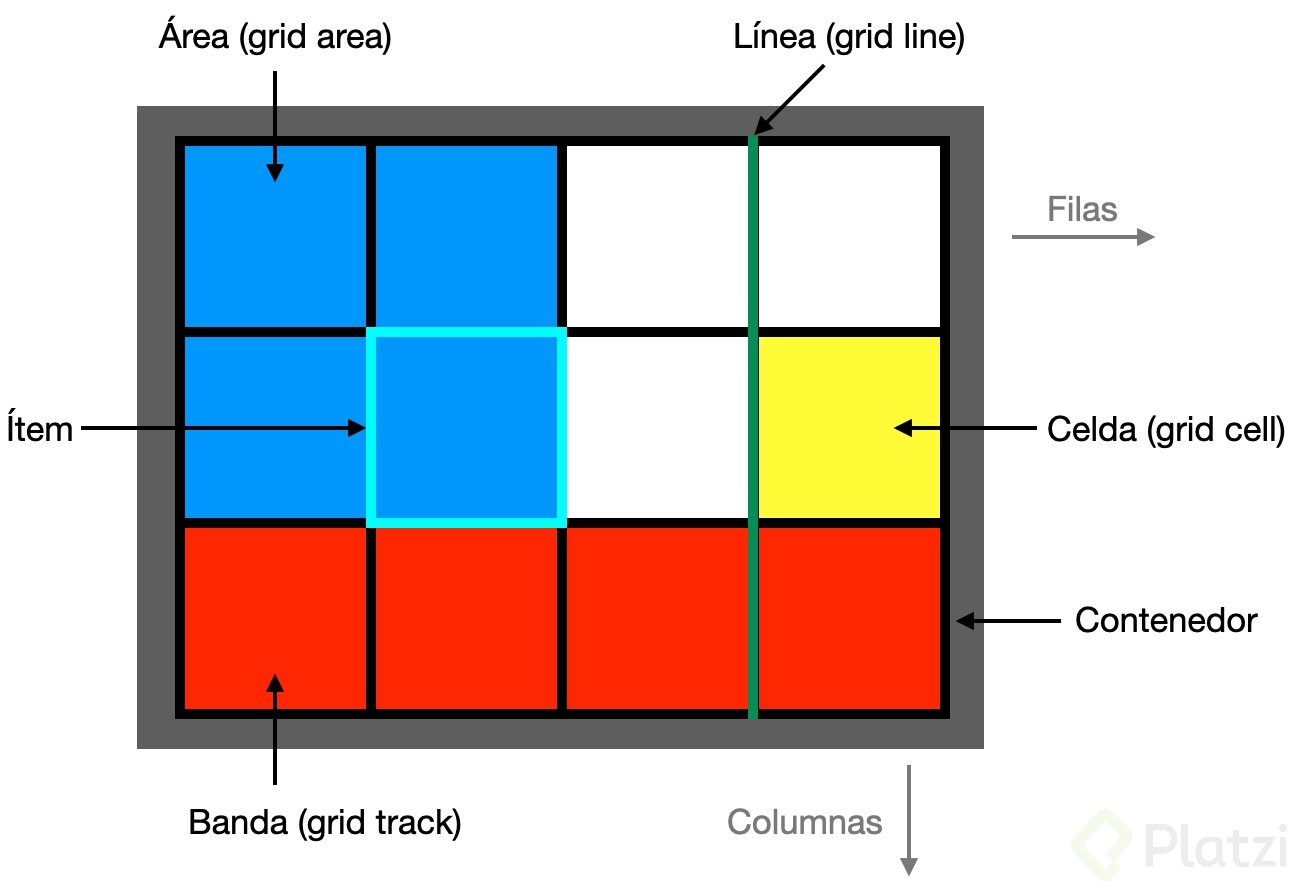 Área (grid area)
Línea (grid line)
Filas
Ítem
Celda (grid cell)
Contenedor
Banda (grid track)
Columnas
Platzi